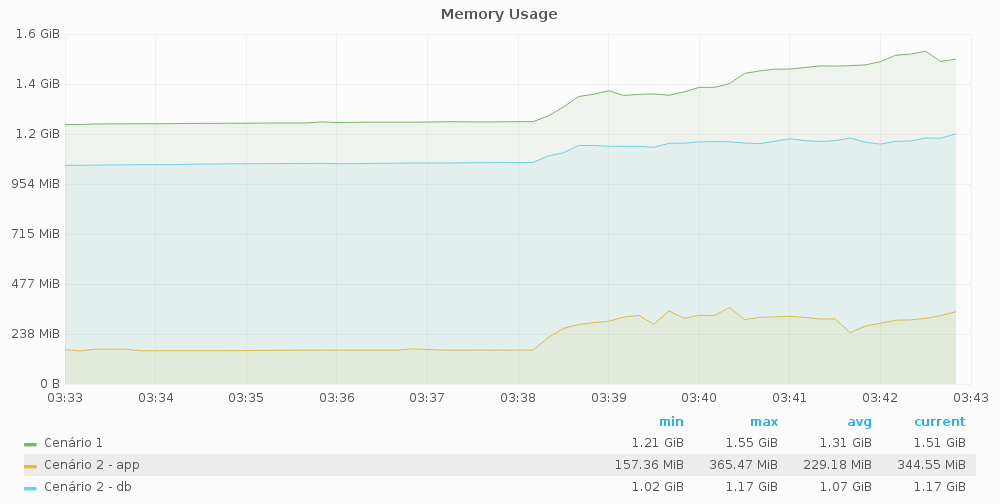 Memory Usage
1.6 GiB
1.4 GiB
1.2 GiB
954 MiB
715 MiB
477 MiB
238 MiB
0 B
03:33 03:34 03:35 03:36 03:37 03:38 03:39 03:40 03:41 03:42 03:43
min max avg current
Cenário 1 1.21 GiB 1.55 GiB 1.31 GiB 1.51 GiB
Cenário 2 - app 157.36 MiB 365.47 MiB 229.18 MiB 344.55 MiB
Cenário 2 - db 1.02 GiB 1.17 GiB 1.07 GiB 1.17 GiB